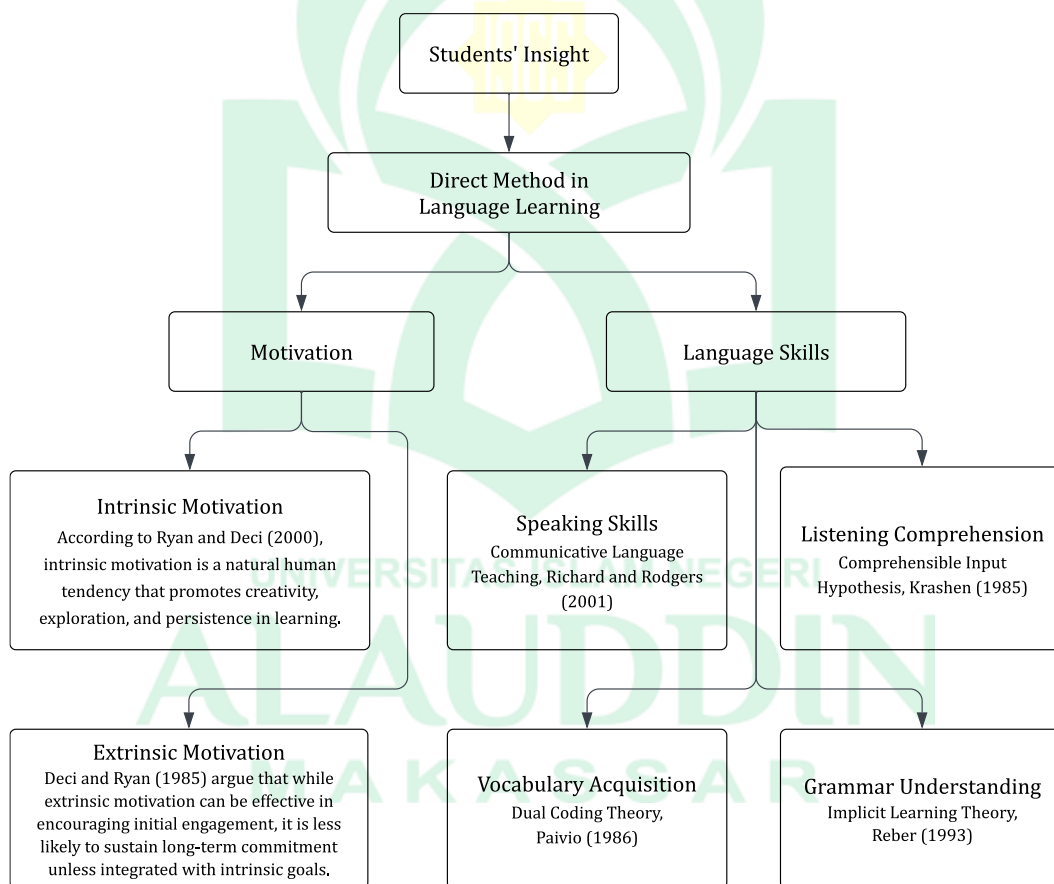 Students' Insight
Direct Method in
Language Learning
Motivation
Language Skills
Intrinsic Motivation
According to Ryan and Deci (2000),
intrinsic motivation is a natural human
tendency that promotes creativity,
exploration, and persistence in learning.
Speaking Skills
Communicative Language
Teaching, Richard and Rodgers
(2001)
Listening Comprehension
Comprehensible Input
Hypothesis, Krashen (1985)
UNIVERSITAS ISLAM NEGERI
ALAUDDIN
MAKASSAR
Extrinsic Motivation
Deci and Ryan (1985) argue that while
extrinsic motivation can be effective in
encouraging initial engagement, it is less
likely to sustain long-term commitment
unless integrated with intrinsic goals.
Vocabulary Acquisition
Dual Coding Theory,
Paivio (1986)
Grammar Understanding
Implicit Learning Theory,
Reber (1993)